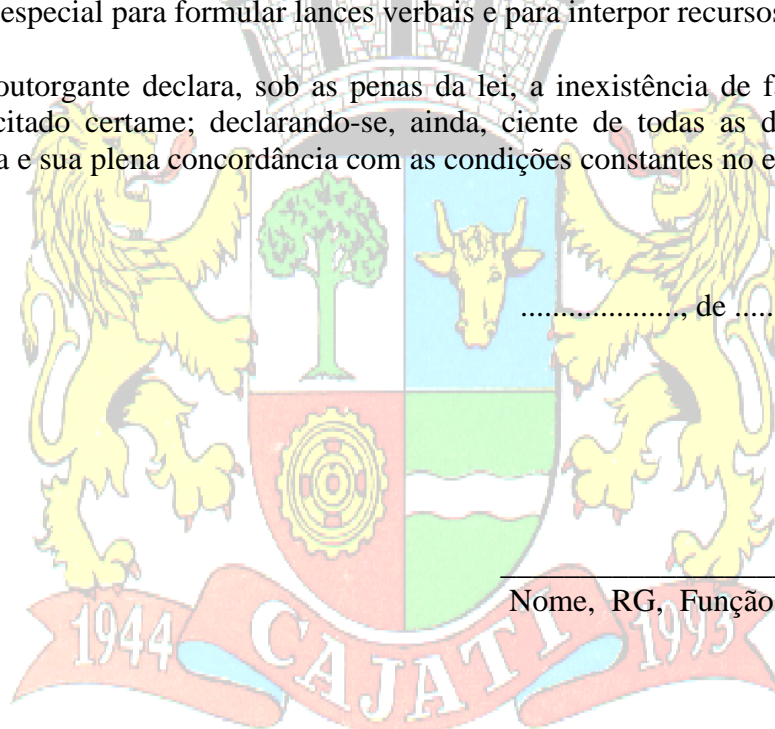 especial para formular lances verbais e para interpor recursos
outorgante declara, sob as penas da lei, a inexistência de f
citado certame; declarando-se, ainda, ciente de todas as d
a e sua plena concordância com as condições constantes no e
...................., de .....
Nome, RG, Função
1944 CAJATI 1993